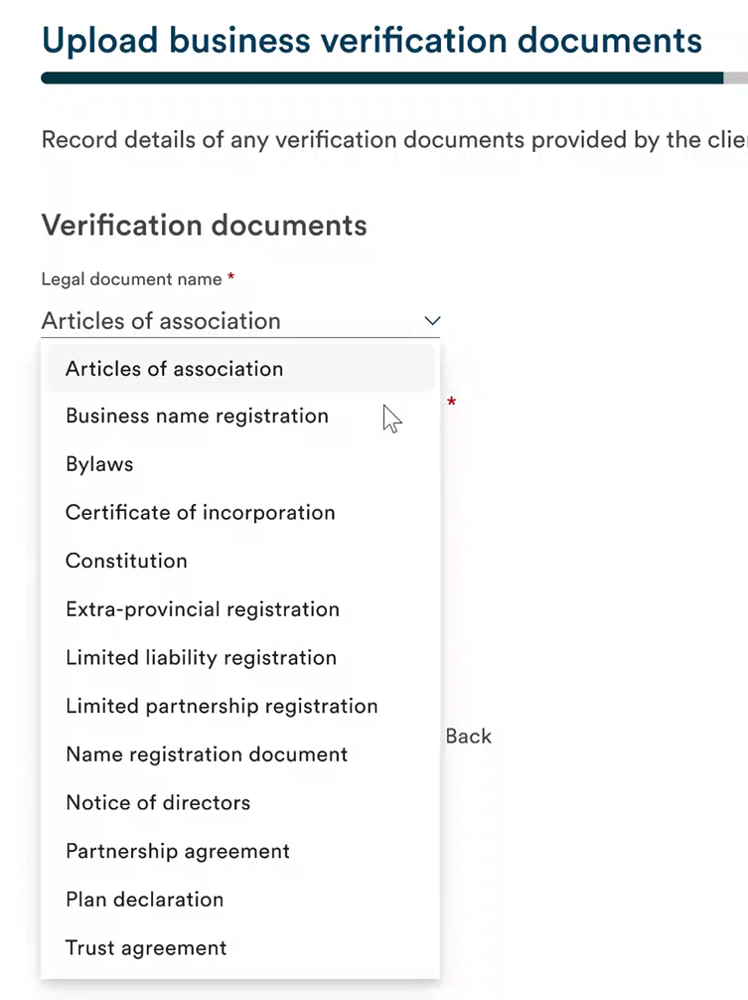 Upload business verification documents
Record details of any verification documents provided by the
Verification documents
Legal document name *
Articles of association
Articles of association
*
Business name registration
Bylaws
Certificate of incorporation
Constitution
Extra-provincial registration
Limited liability registration
Limited partnership registration
Back
Name registration document
Notice of directors
Partnership agreement
Plan declaration
Trust agreement